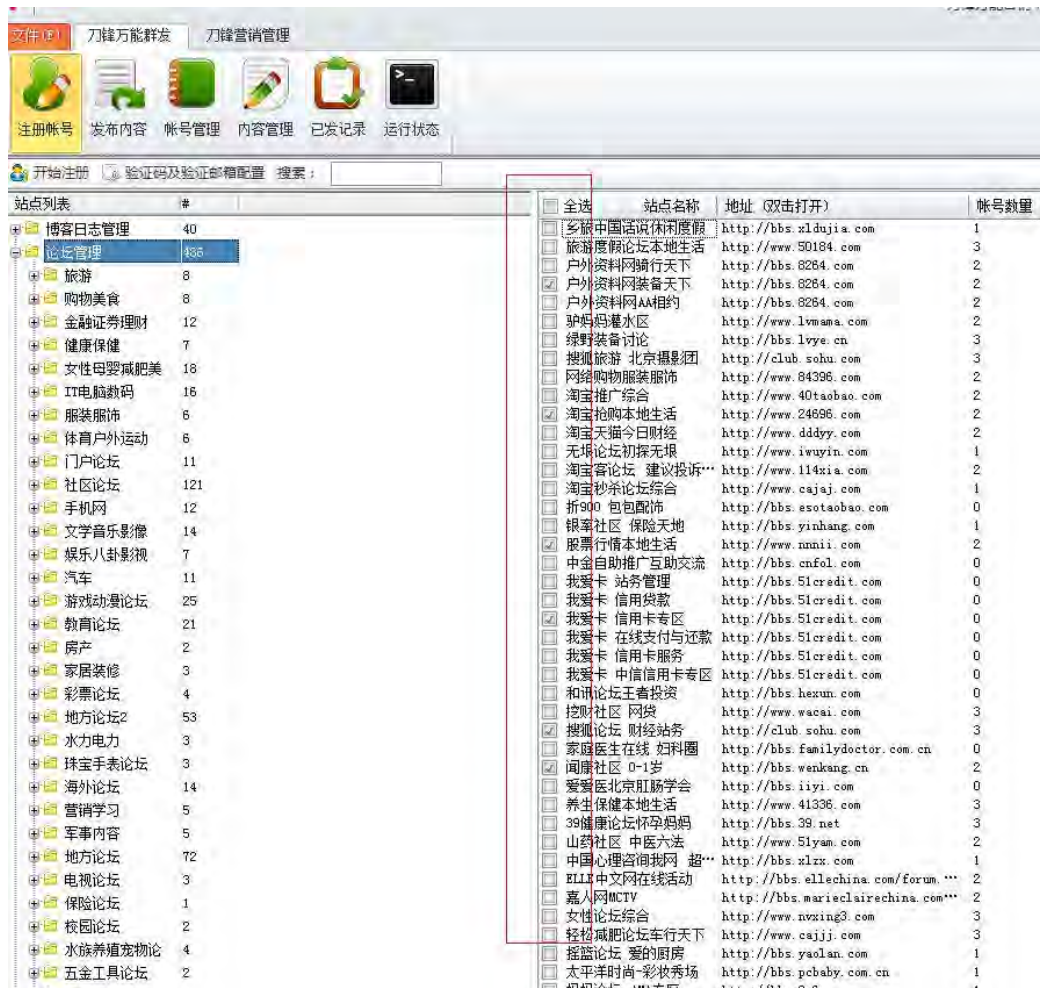 文件(F) 刀锋万能群发 刀锋营销管理
注册帐号 发布内容 帐号管理 内容管理 已发记录 运行状态
开始注册 验证码及验证邮箱配置 搜索:
站点列表 #
博客日志管理 40
论坛管理 436
旅游 8
购物美食 8
金融证券理财 12
健康保健 7
女性母婴减肥美 18
IT电脑数码 16
服装服饰 6
体育户外运动 6
门户论坛 11
社区论坛 121
手机网 12
文学音乐影像 14
娱乐八卦影视 7
汽车 11
游戏动漫论坛 25
教育论坛 21
房产 2
家居装修 3
彩票论坛 4
地方论坛2 53
水力电力 3
珠宝手表论坛 3
海外论坛 14
营销学习 5
军事内容 5
地方论坛 72
电视论坛 3
保险论坛 1
校园论坛 2
水族养殖宠物论 4
五金工具论坛 2
全选 站点名称 地址 (双击打开) 帐号数量
乡旅中国话说休闲度假 http://bbs.xldujia.com 1
旅游度假论坛本地生活 http://www.50184.com 3
户外资料网骑行天下 http://bbs.8264.com 2
户外资料网装备天下 http://bbs.8264.com 2
户外资料网AA相约 http://bbs.8264.com 2
驴妈妈灌水区 http://www.lvmama.com 2
绿野装备讨论 http://bbs.lvye.cn 3
搜狐旅游 北京摄影团 http://club.sohu.com 3
网络购物服装服饰 http://www.84396.com 2
淘宝推广综合 http://www.40taobao.com 2
淘宝抢购本地生活 http://www.24696.com 2
淘宝天猫今日财经 http://www.dddyy.com 2
无垠论坛初探无垠 http://www.iwuyin.com 1
淘宝客论坛 建议投诉… http://www.114xia.com 2
淘宝秒杀论坛综合 http://www.cajaj.com 1
折900 包包配饰 http://bbs.esotaobao.com 0
银率社区 保险天地 http://bbs.yinhang.com 1
股票行情本地生活 http://www.nnnii.com 2
中金自助推广互助交流 http://bbs.cnfol.com 0
我爱卡 站务管理 http://bbs.51credit.com 0
我爱卡 信用贷款 http://bbs.51credit.com 0
我爱卡 信用卡专区 http://bbs.51credit.com 0
我爱卡 在线支付与还款 http://bbs.51credit.com 0
我爱卡 信用卡服务 http://bbs.51credit.com 0
我爱卡 中信信用卡专区 http://bbs.51credit.com 0
和讯论坛王者投资 http://bbs.hexun.com 0
挖财社区 网贷 http://www.wacai.com 3
搜狐论坛 财经站务 http://club.sohu.com 3
家庭医生在线 妇科圈 http://bbs.familydoctor.com.cn 0
闻康社区 0-1岁 http://bbs.wenkang.cn 2
爱爱医北京肛肠学会 http://bbs.iiyi.com 0
养生保健本地生活 http://www.41336.com 3
39健康论坛怀孕妈妈 http://bbs.39.net 3
山药社区 中医六法 http://www.51yam.com 2
中国心理咨询我网 超… http://bbs.xlzx.com 1
ELLE中文网在线活动 http://bbs.ellechina.com/forum.… 2
嘉人网MCTV http://bbs.marieclairechina.com… 2
女性论坛综合 http://www.nvxing3.com 3
轻松减肥论坛车行天下 http://www.cajjj.com 3
摇篮论坛 爱的厨房 http://bbs.yaolan.com 1
太平洋时尚-彩妆秀场 http://bbs.pcbaby.com.cn 1